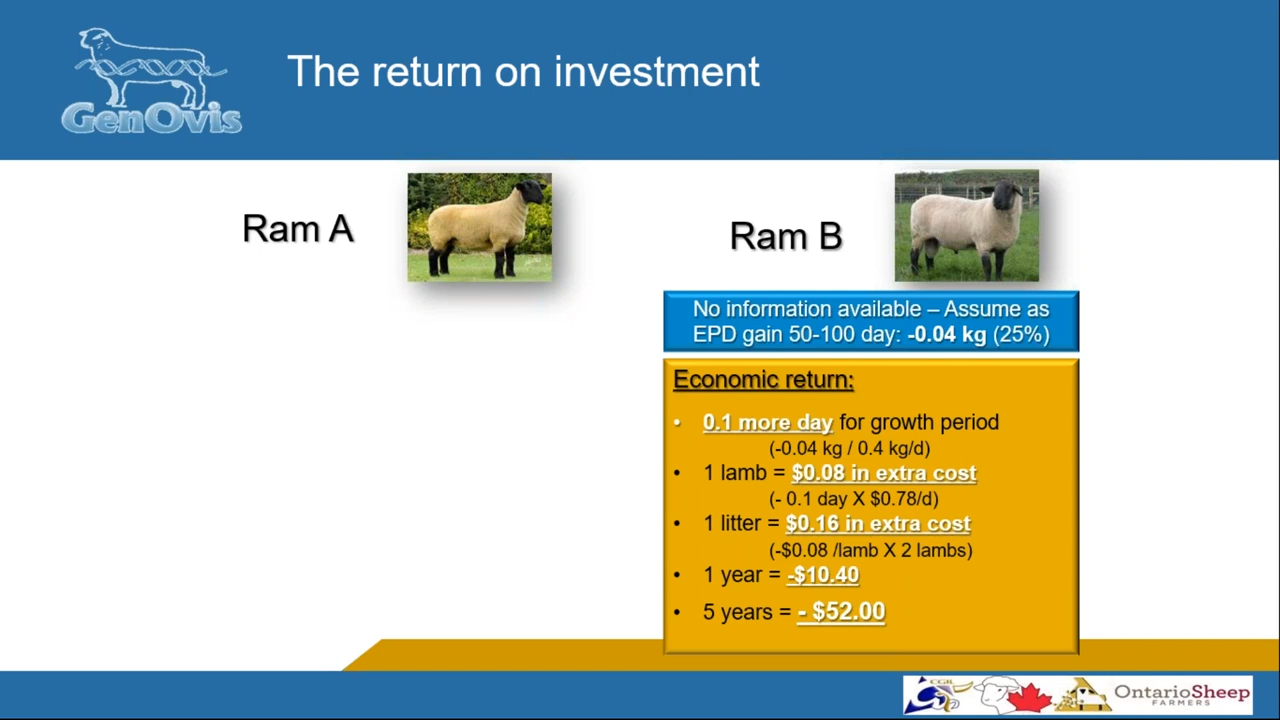 The return on investment
GenOvis
Ram A
Ram B
No information available – Assume as
EPD gain 50-100 day: -0.04 kg (25%)
Economic return:
• 0.1 more day for growth period
(-0.04 kg / 0.4 kg/d)
• 1 lamb = $0.08 in extra cost
(- 0.1 day X $0.78/d)
• 1 litter = $0.16 in extra cost
(-$0.08 /lamb X 2 lambs)
• 1 year = -$10.40
• 5 years = - $52.00
OntarioSheep
FARMERS